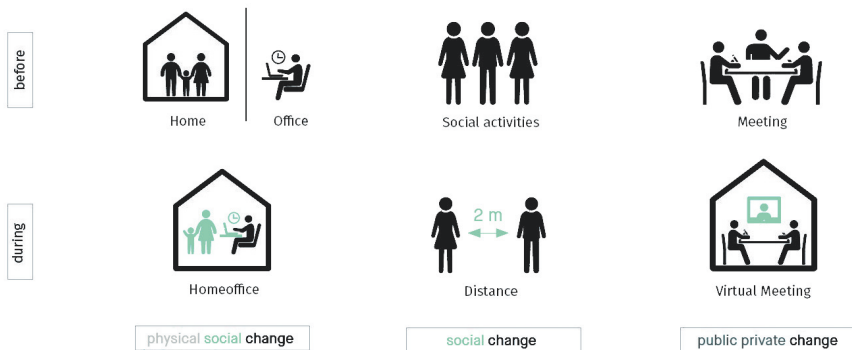 before
Home
Office
Social activities
Meeting
during
2 m
Homeoffice
Distance
Virtual Meeting
physical social change
social change
public private change